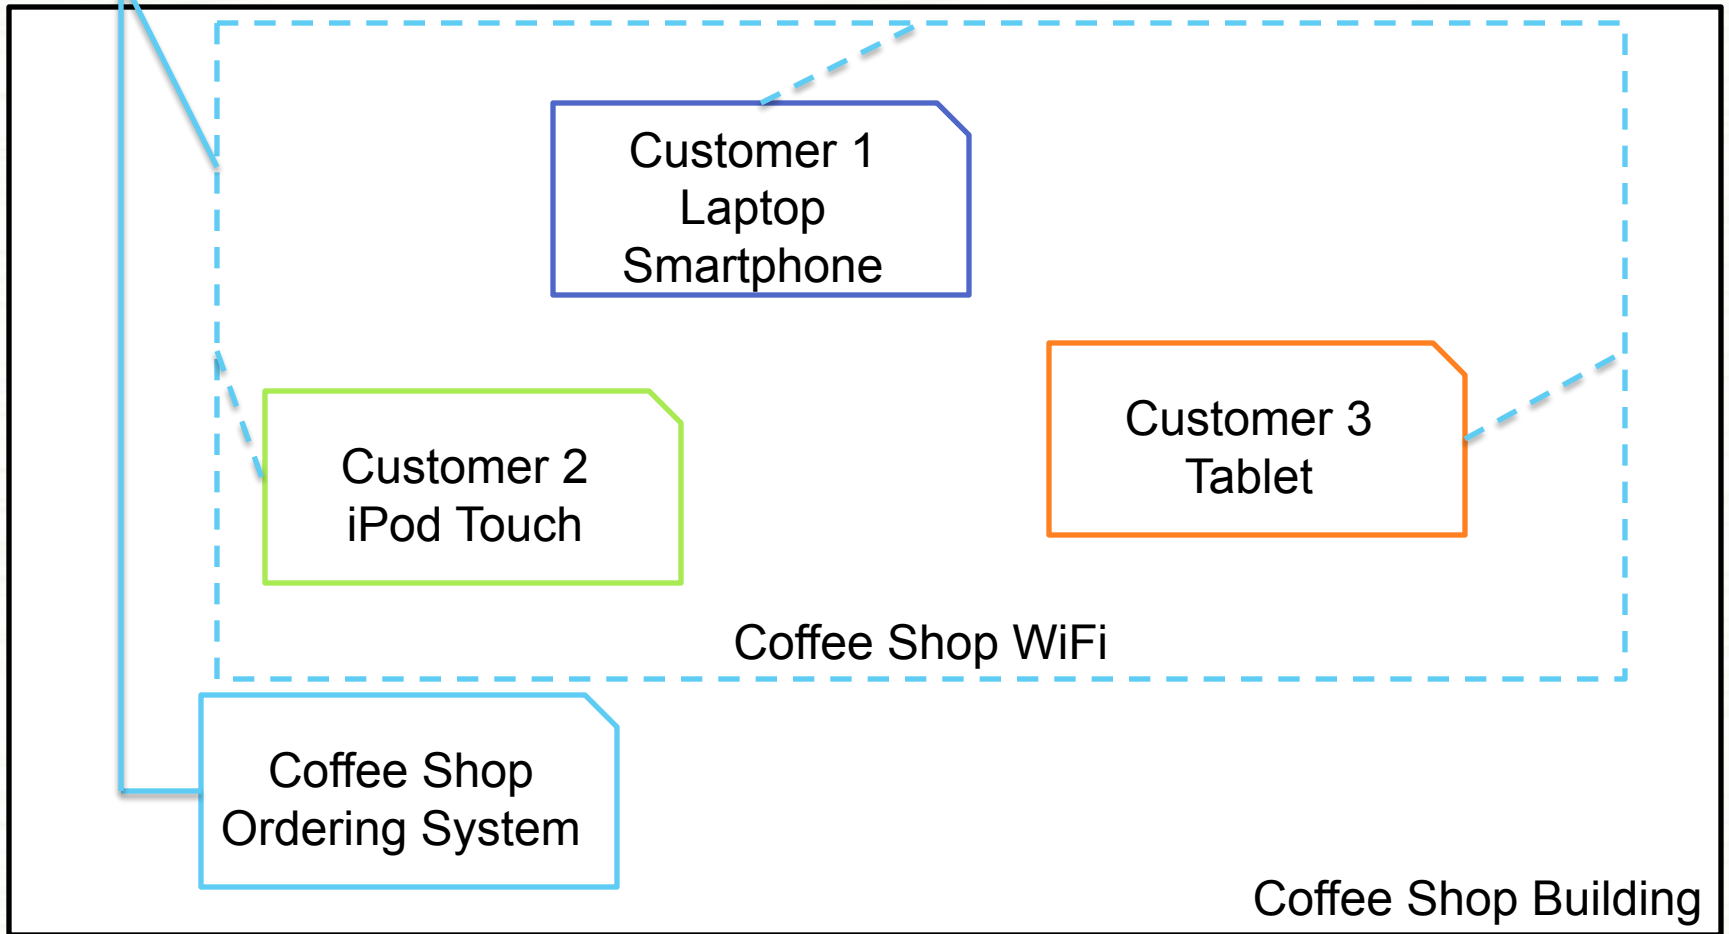 Customer 1
Laptop
Smartphone
Customer 2
iPod Touch
Customer 3
Tablet
Coffee Shop WiFi
Coffee Shop
Ordering System
Coffee Shop Building